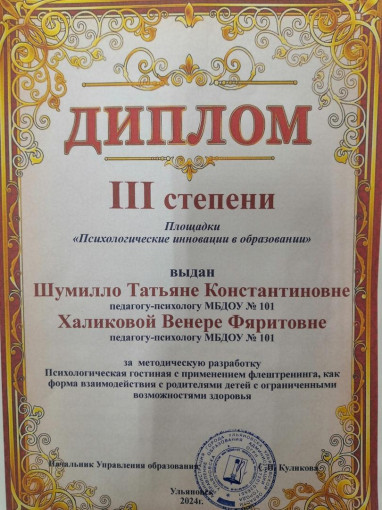 ДИПЛОМ
III степени
Площадки
«Психологические инновации в образовании»
выдан
Шумилло Татьяне Константиновне
педагогу-психологу МБДОУ № 101
Халиковой Венере Фяритовне
педагогу-психологу МБДОУ № 101
за методическую разработку
Психологическая гостиная с применением флештренинга, как
форма взаимодействия с родителями детей с ограниченными
возможностями здоровья
Начальник Управления образования С.П. Куликова
Ульяновск
2024г.